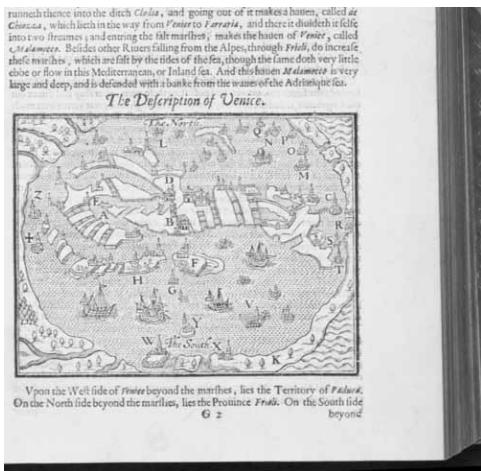 runneth thence into the ditch Clodia, and going out of it makes a hauen, called de
Chiozza, which lieth in the way from Venice to Ferraria, and there it diuideth it selfe
into two streames; and entring the salt marshes, makes the hauen of Venice, called
Malamocco. Besides other Riuers falling from the Alpes, through Frioli, do increase
these marshes, which are salt by the tides of the sea, though the same doth very little
ebbe or flow in this Mediterranean, or Inland sea. And this hauen Malamocco is very
large and deep, and is defended with a banke from the waues of the Adriatique sea.
The Description of Venice.
The North.
L
Q
N
P
O
M
D
Z
E
C
A
B
R
S
F
T
H
G
V
Y
W
The South
X
K
Vpon the West side of Venice beyond the marshes, lies the Territory of Padua.
On the North side beyond the marshes, lies the Prouince Frioli. On the South side
G 2
beyond